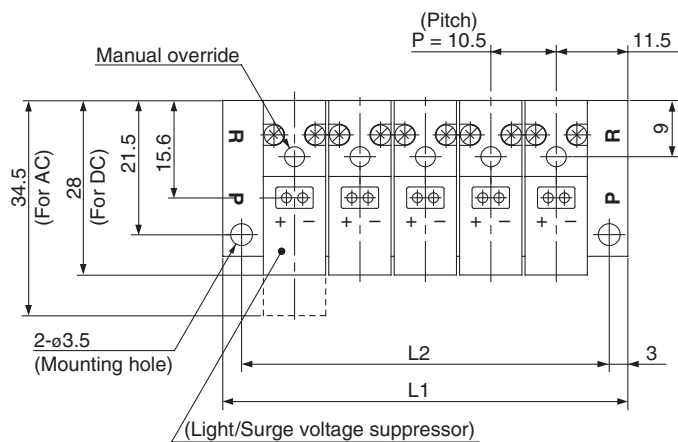 (Pitch)
P = 10.5
11.5
Manual override
34.5
(For AC)
28
(For DC)
21.5
15.6
9
R
R
P
P
+ − + − + − + − + −
2-ø3.5
(Mounting hole)
L2
3
L1
(Light/Surge voltage suppressor)